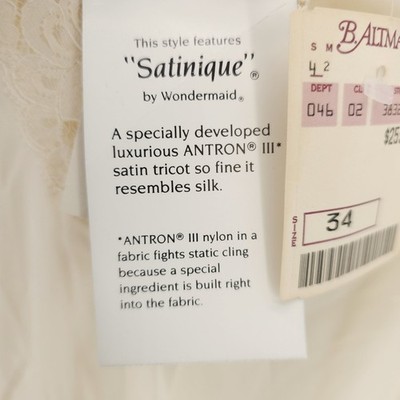 This style features
"Satinique"®
by Wondermaid®
A specially developed
luxurious ANTRON® III*
satin tricot so fine it
resembles silk.
*ANTRON® III nylon in a
fabric fights static cling
because a special
ingredient is built right
into the fabric.
B.ALTMA
S M
4 2
DEPT
046 02
SIZE
34